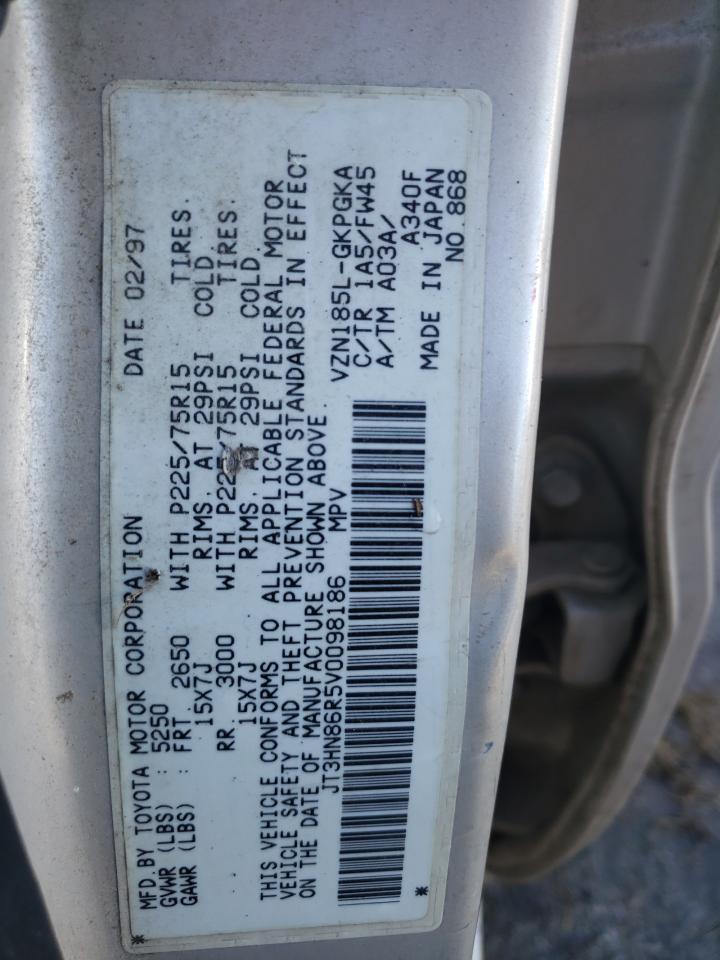 MFD. BY TOYOTA MOTOR CORPORATION DATE 02/97
GVWR (LBS) : 5250
GAWR (LBS) : FRT 2650 WITH P225/75R15 TIRES.
15X7J RIMS. AT 29PSI COLD.
RR 3000 WITH P225/75R15 TIRES.
15X7J RIMS. AT 29PSI COLD.
THIS VEHICLE CONFORMS TO ALL APPLICABLE FEDERAL MOTOR
VEHICLE SAFETY AND THEFT PREVENTION STANDARDS IN EFFECT
ON THE DATE OF MANUFACTURE SHOWN ABOVE.
JT3HN86R5V0098186 MPV VZN185L-GKPGKA
C/TR 1A5/FW45
A/TM A03A/
A340F
MADE IN JAPAN
NO. 868
* *